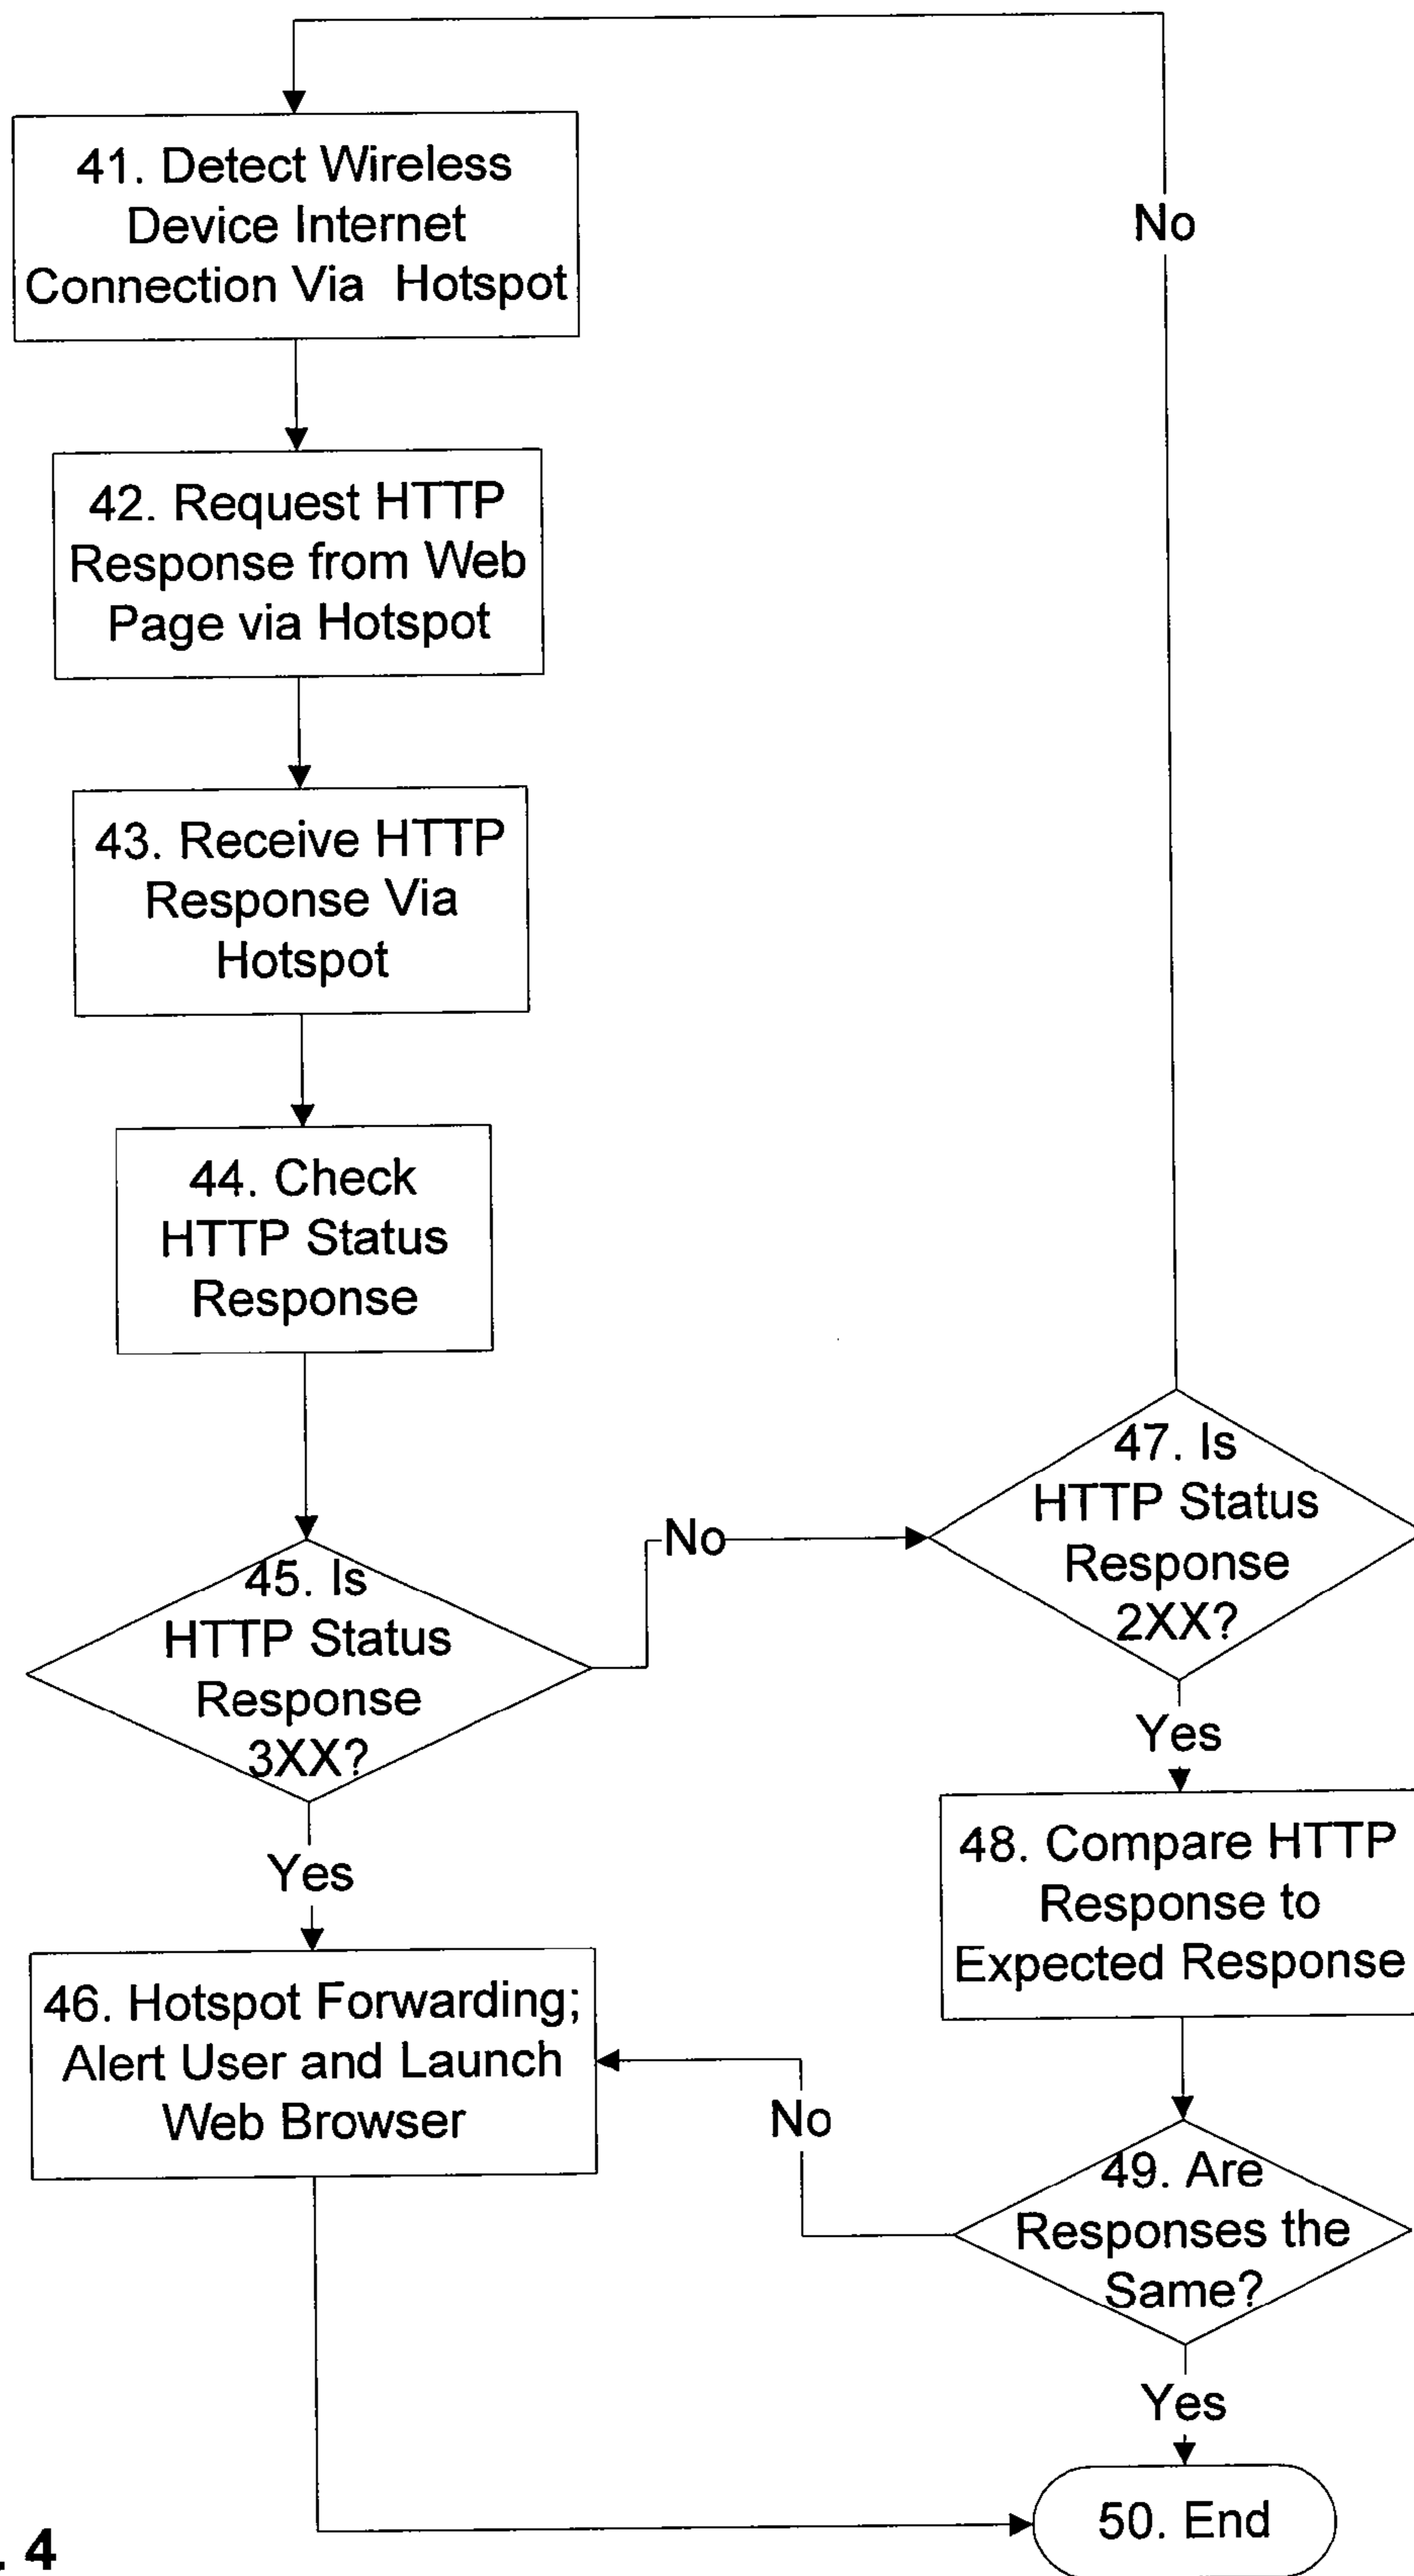 No
41. Detect Wireless
Device Internet
Connection Via Hotspot
42. Request HTTP
Response from Web
Page via Hotspot
43. Receive HTTP
Response Via
Hotspot
44. Check
HTTP Status
Response
45. Is
HTTP Status
Response
3XX?
No
47. Is
HTTP Status
Response
2XX?
Yes
Yes
46. Hotspot Forwarding;
Alert User and Launch
Web Browser
48. Compare HTTP
Response to
Expected Response
No
49. Are
Responses the
Same?
Yes
50. End
. 4